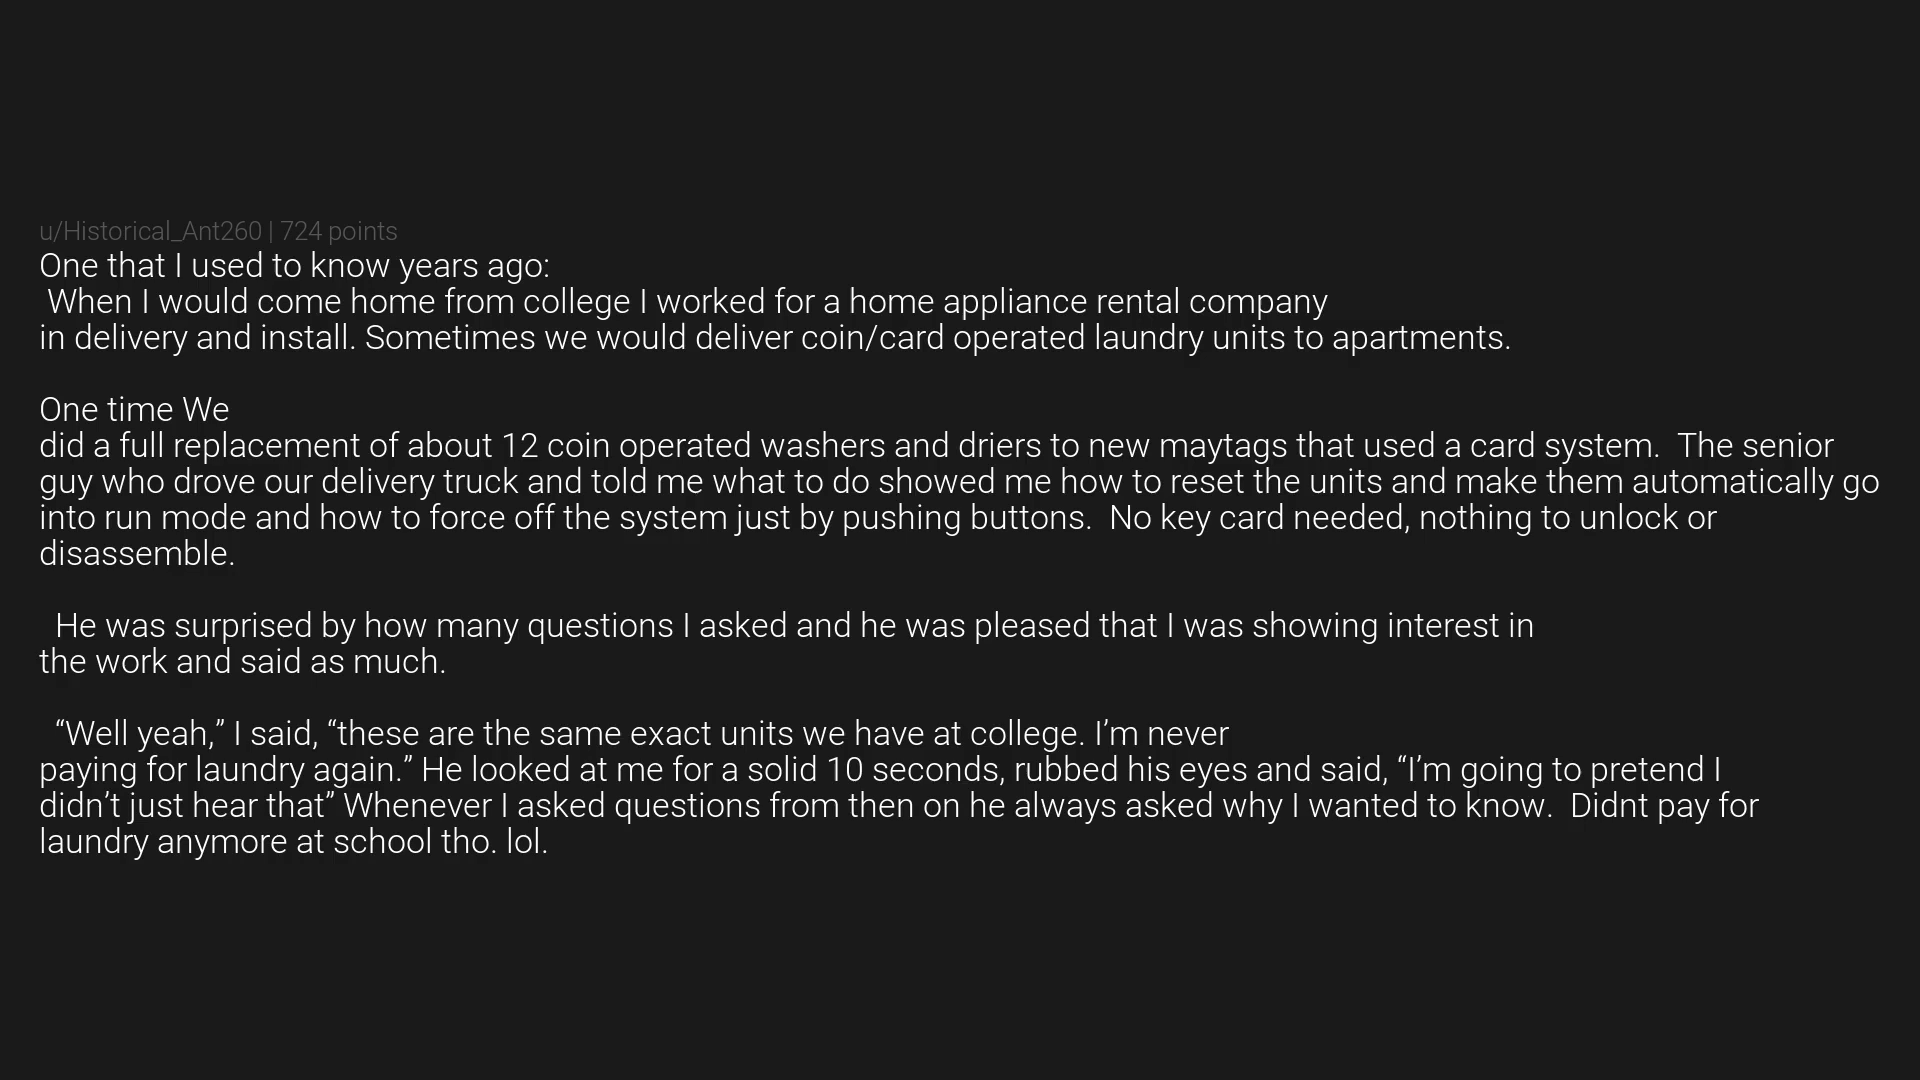 u/Historical_Ant260 | 724 points
One that I used to know years ago:
When I would come home from college I worked for a home appliance rental company
in delivery and install. Sometimes we would deliver coin/card operated laundry units to apartments.
One time We
did a full replacement of about 12 coin operated washers and driers to new maytags that used a card system.  The senior
guy who drove our delivery truck and told me what to do showed me how to reset the units and make them automatically go
into run mode and how to force off the system just by pushing buttons.  No key card needed, nothing to unlock or
disassemble.
He was surprised by how many questions I asked and he was pleased that I was showing interest in
the work and said as much.
“Well yeah,” I said, “these are the same exact units we have at college. I’m never
paying for laundry again.” He looked at me for a solid 10 seconds, rubbed his eyes and said, “I’m going to pretend I
didn’t just hear that” Whenever I asked questions from then on he always asked why I wanted to know.  Didnt pay for
laundry anymore at school tho. lol.